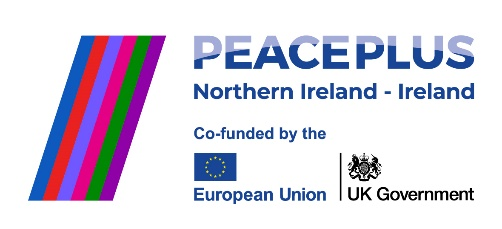 PEACEPLUS
Northern Ireland - Ireland
Co-funded by the
European Union
UK Government